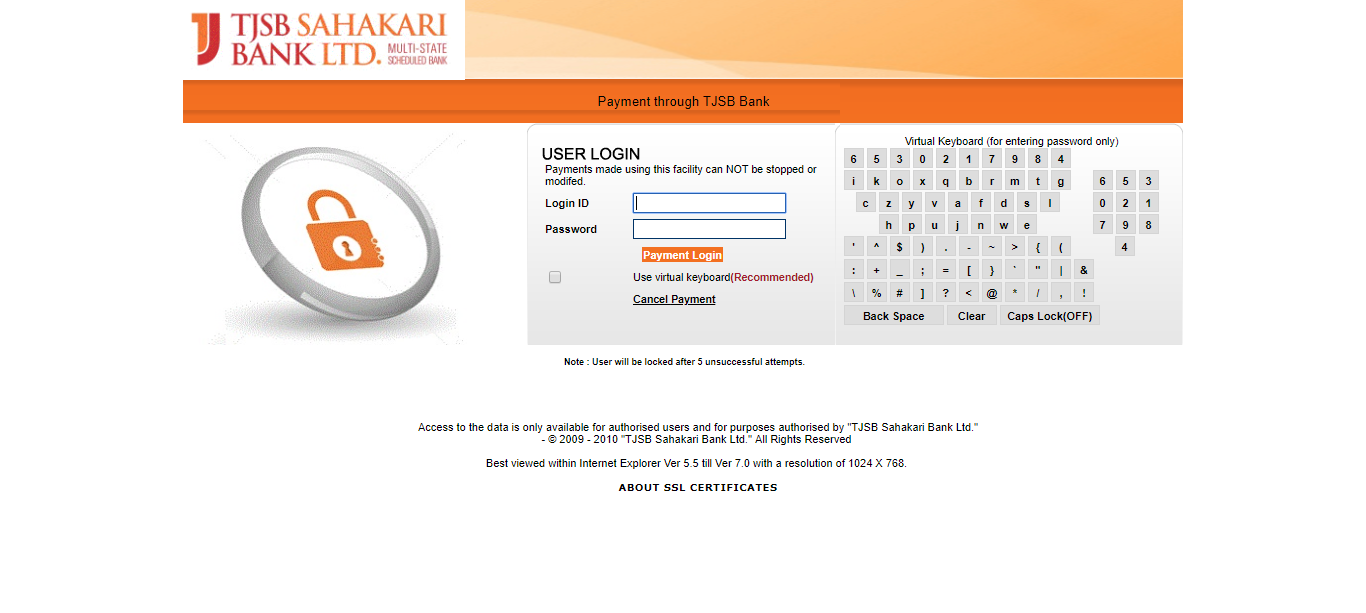 TJSB SAHAKARI
BANK LTD. MULTI-STATE
SCHEDULED BANK
Payment through TJSB Bank
USER LOGIN
Payments made using this facility can NOT be stopped or
modifed.
Login ID
Password
Payment Login
Use virtual keyboard(Recommended)
Cancel Payment
Virtual Keyboard (for entering password only)
6 5 3 0 2 1 7 9 8 4
i k o x q b r m t g 6 5 3
c z y v a f d s l 0 2 1
h p u j n w e 7 9 8
' ^ $ ) . - ~ > { ( 4
: + _ ; = [ } ` " | &
\ % # ] ? < @ * / , !
Back Space Clear Caps Lock(OFF)
Note : User will be locked after 5 unsuccessful attempts.
Access to the data is only available for authorised users and for purposes authorised by "TJSB Sahakari Bank Ltd."
- © 2009 - 2010 "TJSB Sahakari Bank Ltd." All Rights Reserved
Best viewed within Internet Explorer Ver 5.5 till Ver 7.0 with a resolution of 1024 X 768.
ABOUT SSL CERTIFICATES